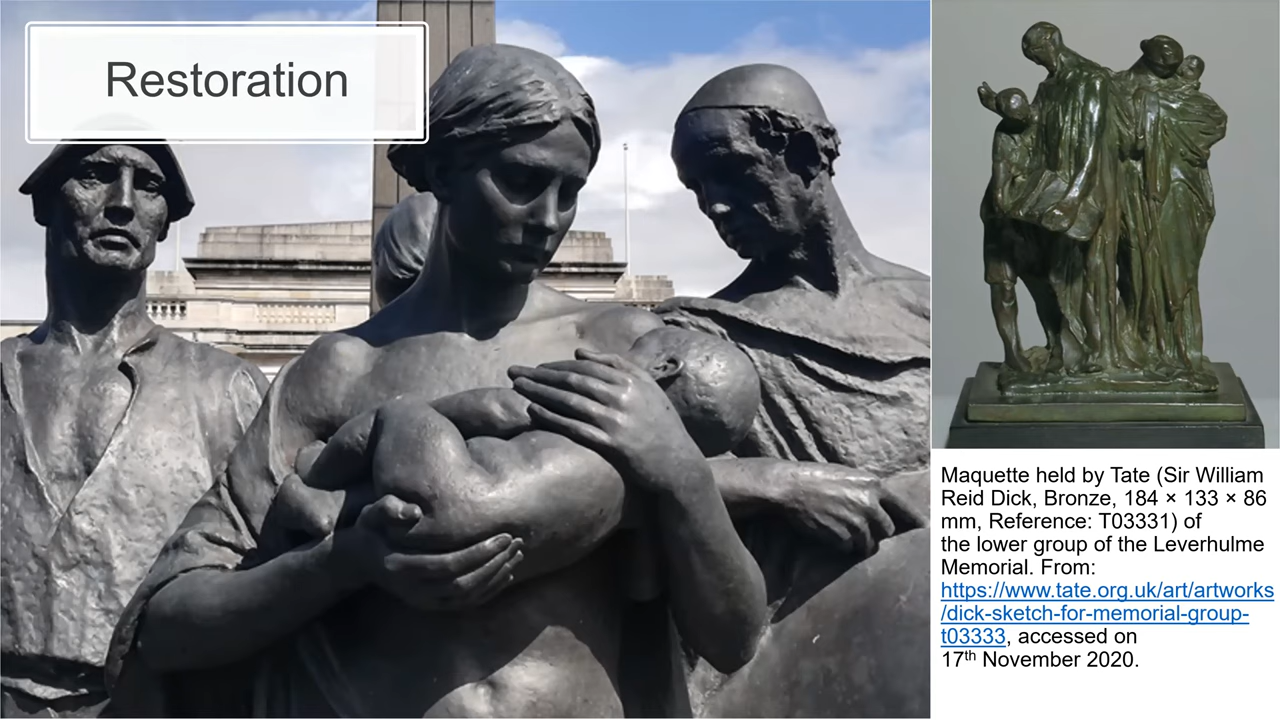 Restoration
Maquette held by Tate (Sir William
Reid Dick, Bronze, 184 × 133 × 86
mm, Reference: T03331) of
the lower group of the Leverhulme
Memorial. From:
https://www.tate.org.uk/art/artworks
/dick-sketch-for-memorial-group-
t03333, accessed on
17th November 2020.